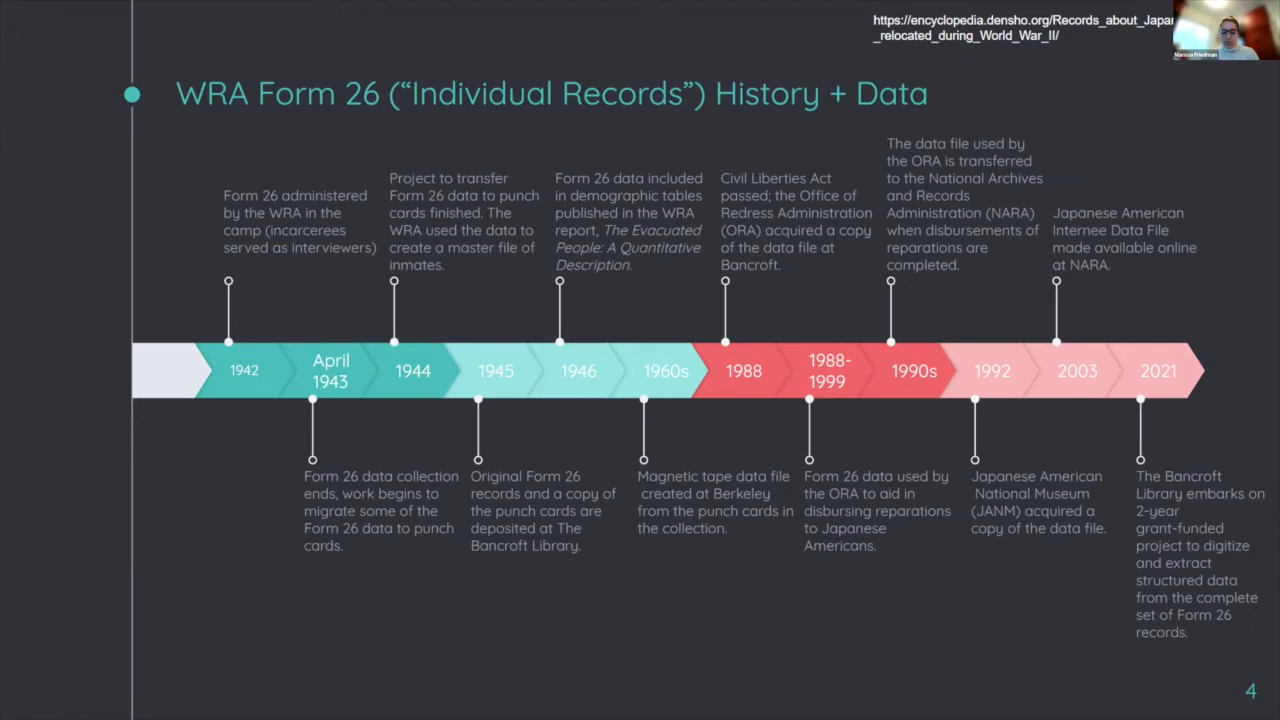 https://encyclopedia.densho.org/Records_about_Japa
_relocated_during_World_War_II/
Marissa Friedman
WRA Form 26 (“Individual Records”) History + Data
Form 26 administered
by the WRA in the
camp (incarcerees
served as interviewers)
Project to transfer
Form 26 data to punch
cards finished. The
WRA used the data to
create a master file of
inmates.
Form 26 data included
in demographic tables
published in the WRA
report, The Evacuated
People: A Quantitative
Description.
Civil Liberties Act
passed; the Office of
Redress Administration
(ORA) acquired a copy
of the data file at
Bancroft.
The data file used by
the ORA is transferred
to the National Archives
and Records
Administration (NARA)
when disbursements of
reparations are
completed.
Japanese American
Internee Data File
made available online
at NARA.
1942
April
1943
1944
1945
1946
1960s
1988
1988-
1999
1990s
1992
2003
2021
Form 26 data collection
ends, work begins to
migrate some of the
Form 26 data to punch
cards.
Original Form 26
records and a copy of
the punch cards are
deposited at The
Bancroft Library.
Magnetic tape data file
created at Berkeley
from the punch cards in
the collection.
Form 26 data used by
the ORA to aid in
disbursing reparations
to Japanese
Americans.
Japanese American
National Museum
(JANM) acquired a
copy of the data file.
The Bancroft
Library embarks on
2-year
grant-funded
project to digitize
and extract
structured data
from the complete
set of Form 26
records.
4